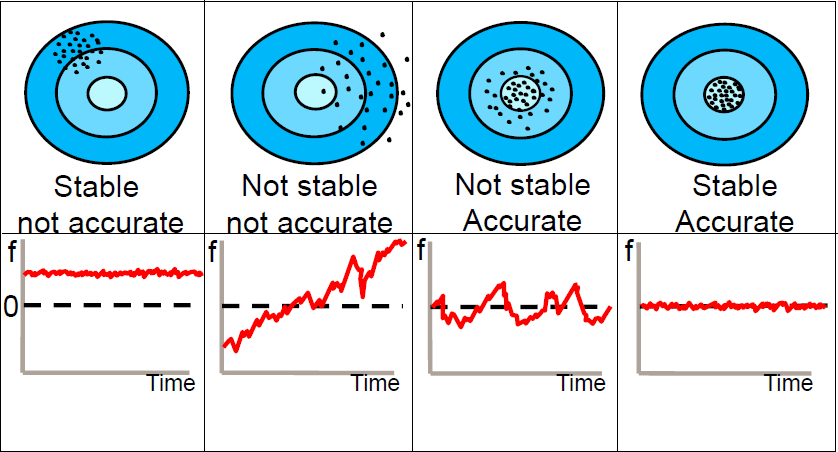 Stable
not accurate
Not stable
not accurate
Not stable
Accurate
Stable
Accurate
f
0
Time
f
Time
f
Time
f
Time